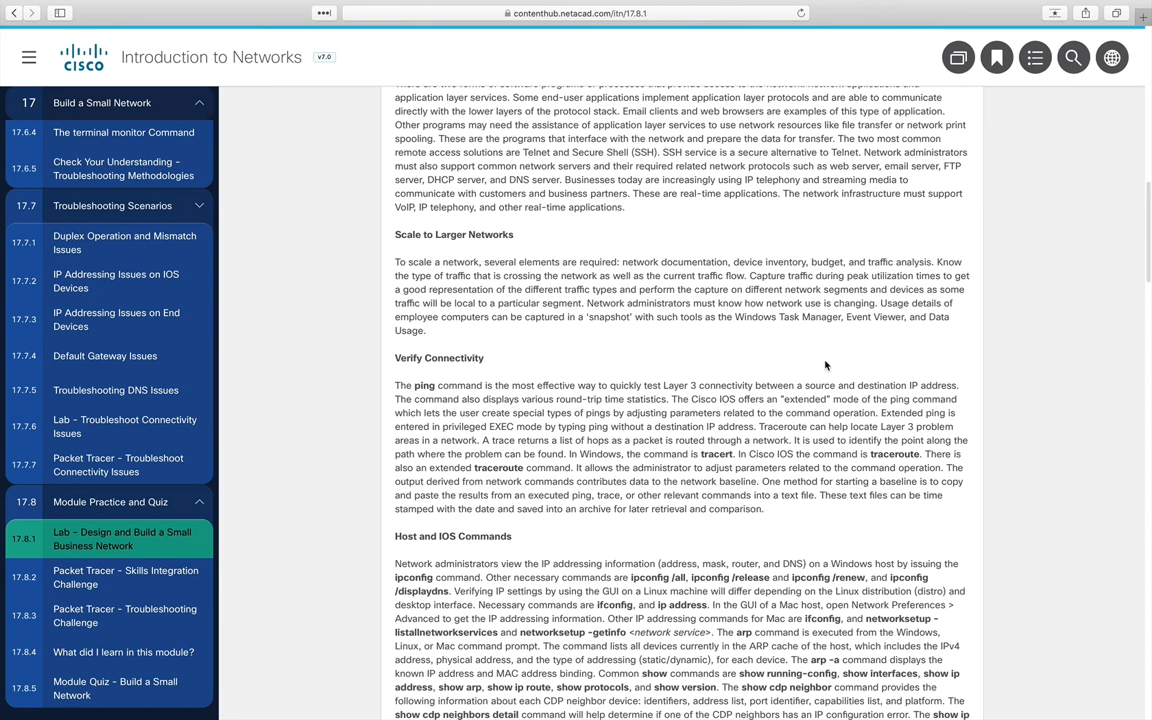 contenthub.netacad.com/itn/17.8.1
CISCO
Introduction to Networks
v7.0
17
Build a Small Network
17.6.4
The terminal monitor Command
17.6.5
Check Your Understanding -
Troubleshooting Methodologies
17.7
Troubleshooting Scenarios
17.7.1
Duplex Operation and Mismatch
Issues
17.7.2
IP Addressing Issues on IOS
Devices
17.7.3
IP Addressing Issues on End
Devices
17.7.4
Default Gateway Issues
17.7.5
Troubleshooting DNS Issues
17.7.6
Lab - Troubleshoot Connectivity
Issues
17.7.7
Packet Tracer - Troubleshoot
Connectivity Issues
17.8
Module Practice and Quiz
17.8.1
Lab - Design and Build a Small
Business Network
17.8.2
Packet Tracer - Skills Integration
Challenge
17.8.3
Packet Tracer - Troubleshooting
Challenge
17.8.4
What did I learn in this module?
17.8.5
Module Quiz - Build a Small
Network
There are two forms of software programs or processes that provide access to the network: network applications and
application layer services. Some end-user applications implement application layer protocols and are able to communicate
directly with the lower layers of the protocol stack. Email clients and web browsers are examples of this type of application.
Other programs may need the assistance of application layer services to use network resources like file transfer or network print
spooling. These are the programs that interface with the network and prepare the data for transfer. The two most common
remote access solutions are Telnet and Secure Shell (SSH). SSH service is a secure alternative to Telnet. Network administrators
must also support common network servers and their required related network protocols such as web server, email server, FTP
server, DHCP server, and DNS server. Businesses today are increasingly using IP telephony and streaming media to
communicate with customers and business partners. These are real-time applications. The network infrastructure must support
VoIP, IP telephony, and other real-time applications.
Scale to Larger Networks
To scale a network, several elements are required: network documentation, device inventory, budget, and traffic analysis. Know
the type of traffic that is crossing the network as well as the current traffic flow. Capture traffic during peak utilization times to get
a good representation of the different traffic types and perform the capture on different network segments and devices as some
traffic will be local to a particular segment. Network administrators must know how network use is changing. Usage details of
employee computers can be captured in a ‘snapshot’ with such tools as the Windows Task Manager, Event Viewer, and Data
Usage.
Verify Connectivity
The ping command is the most effective way to quickly test Layer 3 connectivity between a source and destination IP address.
The command also displays various round-trip time statistics. The Cisco IOS offers an "extended" mode of the ping command
which lets the user create special types of pings by adjusting parameters related to the command operation. Extended ping is
entered in privileged EXEC mode by typing ping without a destination IP address. Traceroute can help locate Layer 3 problem
areas in a network. A trace returns a list of hops as a packet is routed through a network. It is used to identify the point along the
path where the problem can be found. In Windows, the command is tracert. In Cisco IOS the command is traceroute. There is
also an extended traceroute command. It allows the administrator to adjust parameters related to the command operation. The
output derived from network commands contributes data to the network baseline. One method for starting a baseline is to copy
and paste the results from an executed ping, trace, or other relevant commands into a text file. These text files can be time
stamped with the date and saved into an archive for later retrieval and comparison.
Host and IOS Commands
Network administrators view the IP addressing information (address, mask, router, and DNS) on a Windows host by issuing the
ipconfig command. Other necessary commands are ipconfig /all, ipconfig /release and ipconfig /renew, and ipconfig
/displaydns. Verifying IP settings by using the GUI on a Linux machine will differ depending on the Linux distribution (distro) and
desktop interface. Necessary commands are ifconfig, and ip address. In the GUI of a Mac host, open Network Preferences >
Advanced to get the IP addressing information. Other IP addressing commands for Mac are ifconfig, and networksetup -
listallnetworkservices and networksetup -getinfo <network service>. The arp command is executed from the Windows,
Linux, or Mac command prompt. The command lists all devices currently in the ARP cache of the host, which includes the IPv4
address, physical address, and the type of addressing (static/dynamic), for each device. The arp -a command displays the
known IP address and MAC address binding. Common show commands are show running-config, show interfaces, show ip
address, show arp, show ip route, show protocols, and show version. The show cdp neighbor command provides the
following information about each CDP neighbor device: identifiers, address list, port identifier, capabilities list, and platform. The
show cdp neighbors detail command will help determine if one of the CDP neighbors has an IP configuration error. The show ip